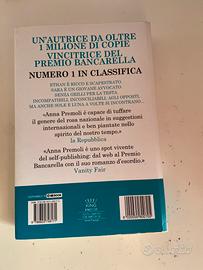 UN'AUTRICE DA OLTRE
1 MILIONE DI COPIE
VINCITRICE DEL
PREMIO BANCARELLA
NUMERO 1 IN CLASSIFICA
ETHAN È RICCO E SCAPESTRATO
SARA È UN GIOVANE AVVOCATO
SENZA GRILLI PER LA TESTA
INCOMPATIBILI, INCONCILIABILI, AGLI OPPOSTI,
MA ANCHE SOLE E LUNA A VOLTE SI INCONTRANO...
«Anna Premoli è capace di tuffare
il genere del rosa nazionale in suggestioni
internazionali e ben piantate nello
spirito del nostro tempo.»
la Repubblica
«Anna Premoli è uno spot vivente
del self-publishing: dal web al Premio
Bancarella con il suo romanzo d'esordio.»
Vanity Fair